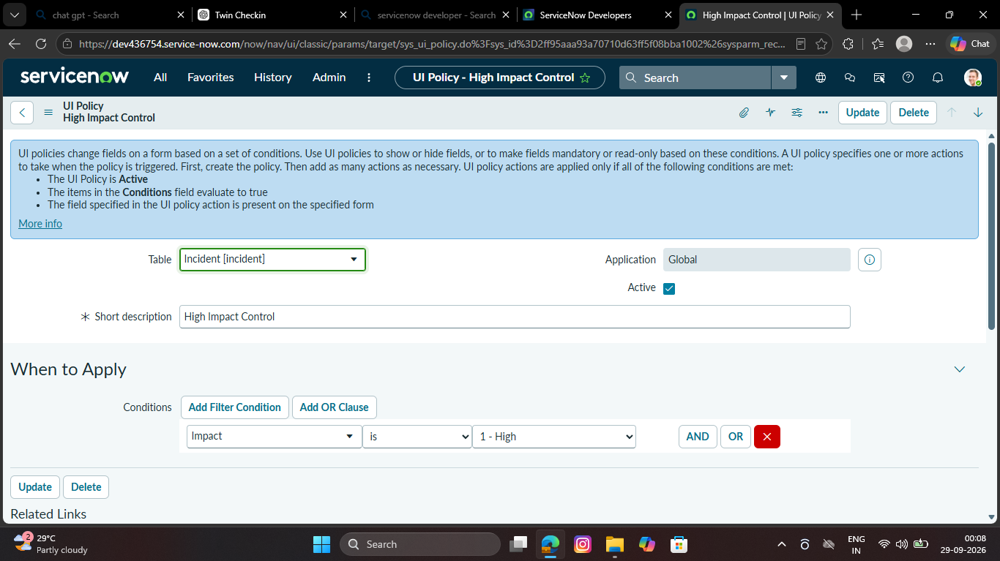 chat gpt - Search
Twin Checkin
servicenow developer - Search
ServiceNow Developers
High Impact Control | UI Policy
https://dev436754.service-now.com/now/nav/ui/classic/params/target/sys_ui_policy.do%3Fsys_id%3D2ff95aaa93a70710d63ff5f08bba1002%26sysparm_rec...
Chat
servicenow
All
Favorites
History
Admin
UI Policy - High Impact Control
Search
UI Policy
High Impact Control
Update
Delete
UI policies change fields on a form based on a set of conditions. Use UI policies to show or hide fields, or to make fields mandatory or read-only based on these conditions. A UI policy specifies one or more actions
to take when the policy is triggered. First, create the policy. Then add as many actions as necessary. UI policy actions are applied only if all of the following conditions are met:
• The UI Policy is Active
• The items in the Conditions field evaluate to true
• The field specified in the UI policy action is present on the specified form
More info
Table
Incident [incident]
Application
Global
Active
Short description
High Impact Control
When to Apply
Conditions
Add Filter Condition
Add OR Clause
Impact
is
1 - High
AND
OR
Update
Delete
Related Links
2
29°C
Partly cloudy
Search
ENG
IN
00:08
29-09-2026